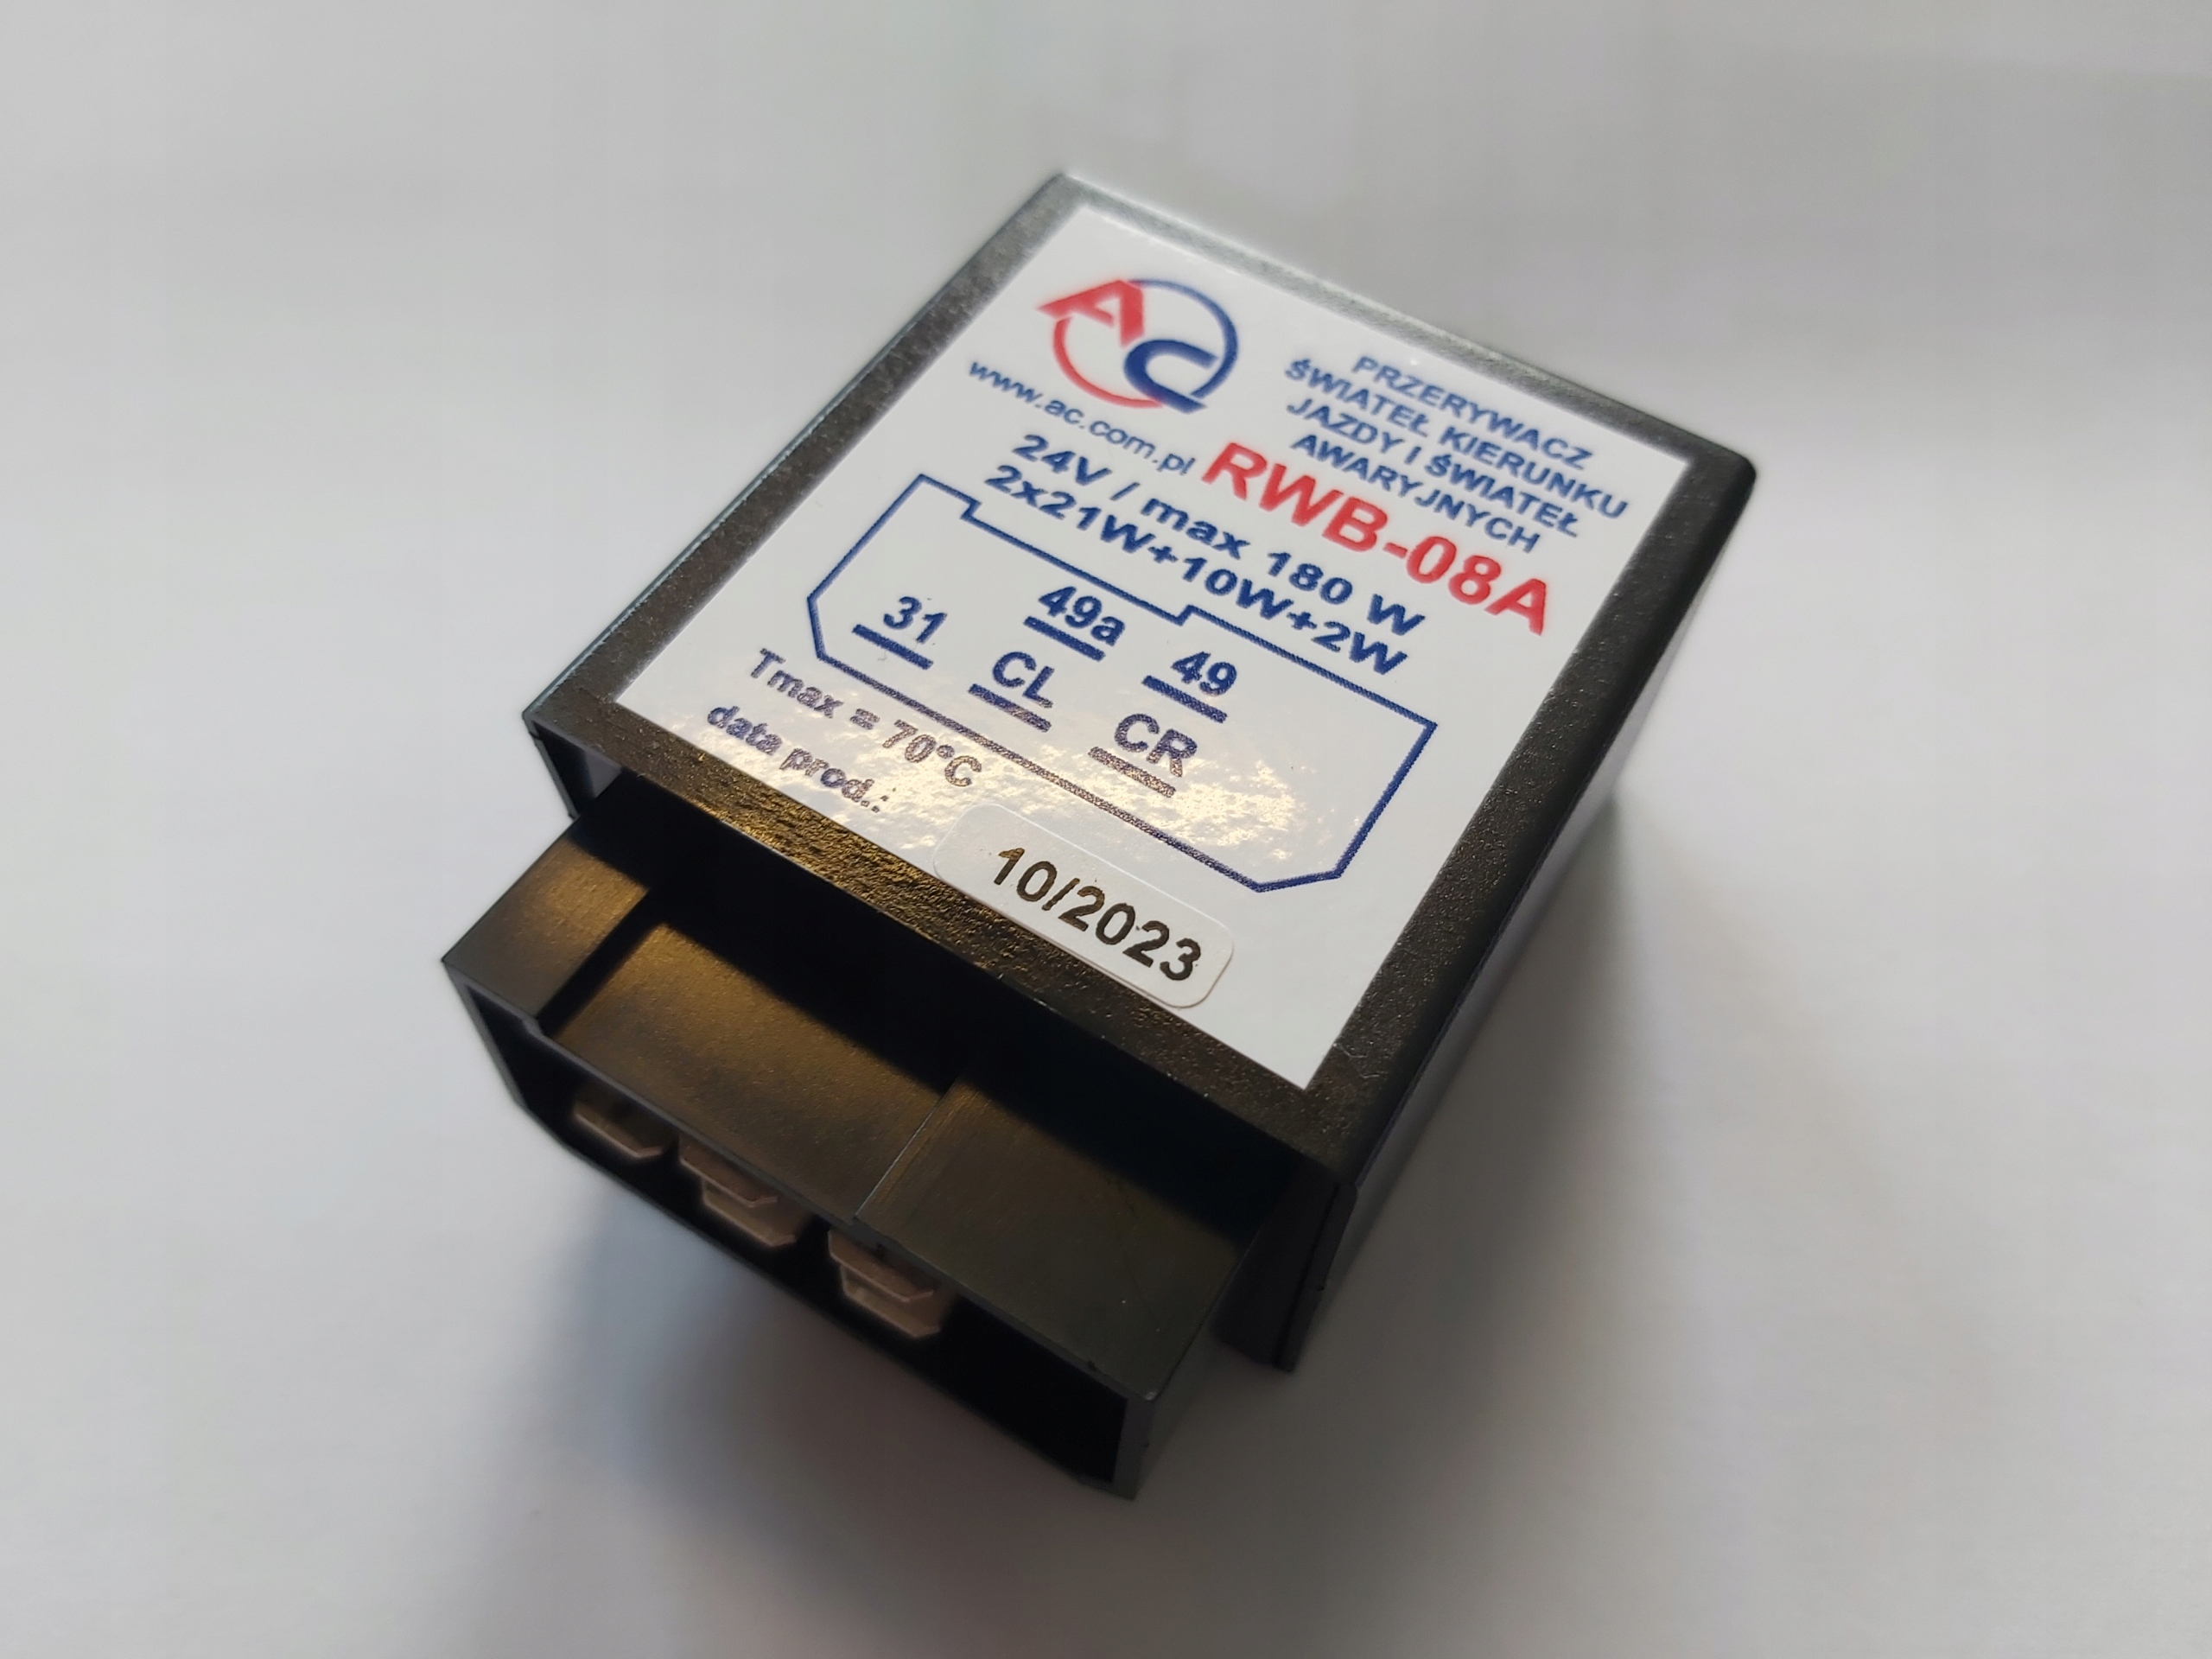 AC
www.ac.com.pl
PRZERYWACZ
ŚWIATEŁ KIERUNKU
JAZDY I ŚWIATEŁ
AWARYJNYCH
RWB-08A
24V / max 180 W
2x21W+10W+2W
31 49a 49
CL CR
Tmax = 70°C
data prod.:
10/2023